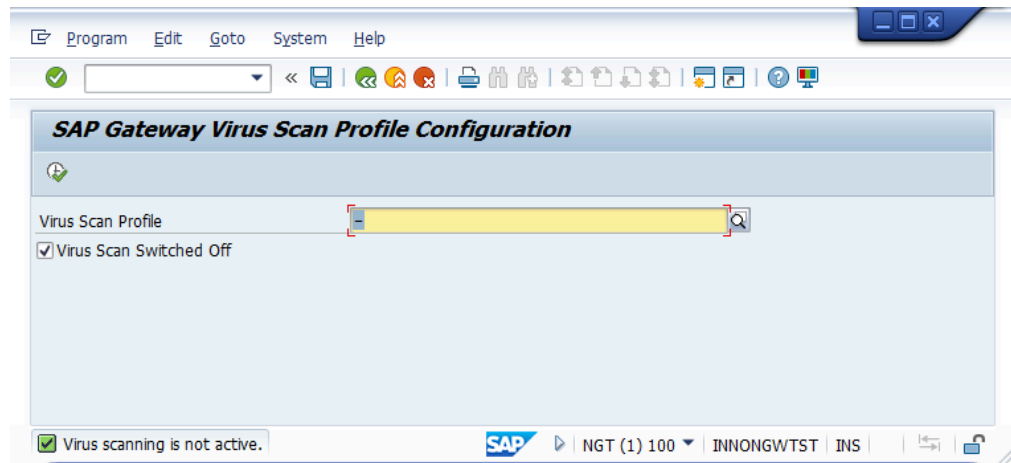 Program Edit Goto System Help
SAP Gateway Virus Scan Profile Configuration
Virus Scan Profile –
Virus Scan Switched Off
Virus scanning is not active. SAP NGT (1) 100 INNONGWTST INS